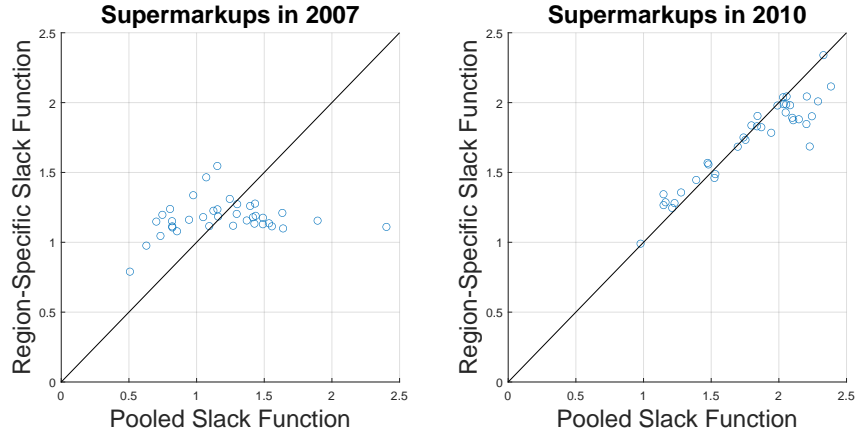 Supermarkups in 2007
Region-Specific Slack Function
2.5
2
1.5
1
0.5
0
0 0.5 1 1.5 2 2.5
Pooled Slack Function
Supermarkups in 2010
Region-Specific Slack Function
2.5
2
1.5
1
0.5
0
0 0.5 1 1.5 2 2.5
Pooled Slack Function